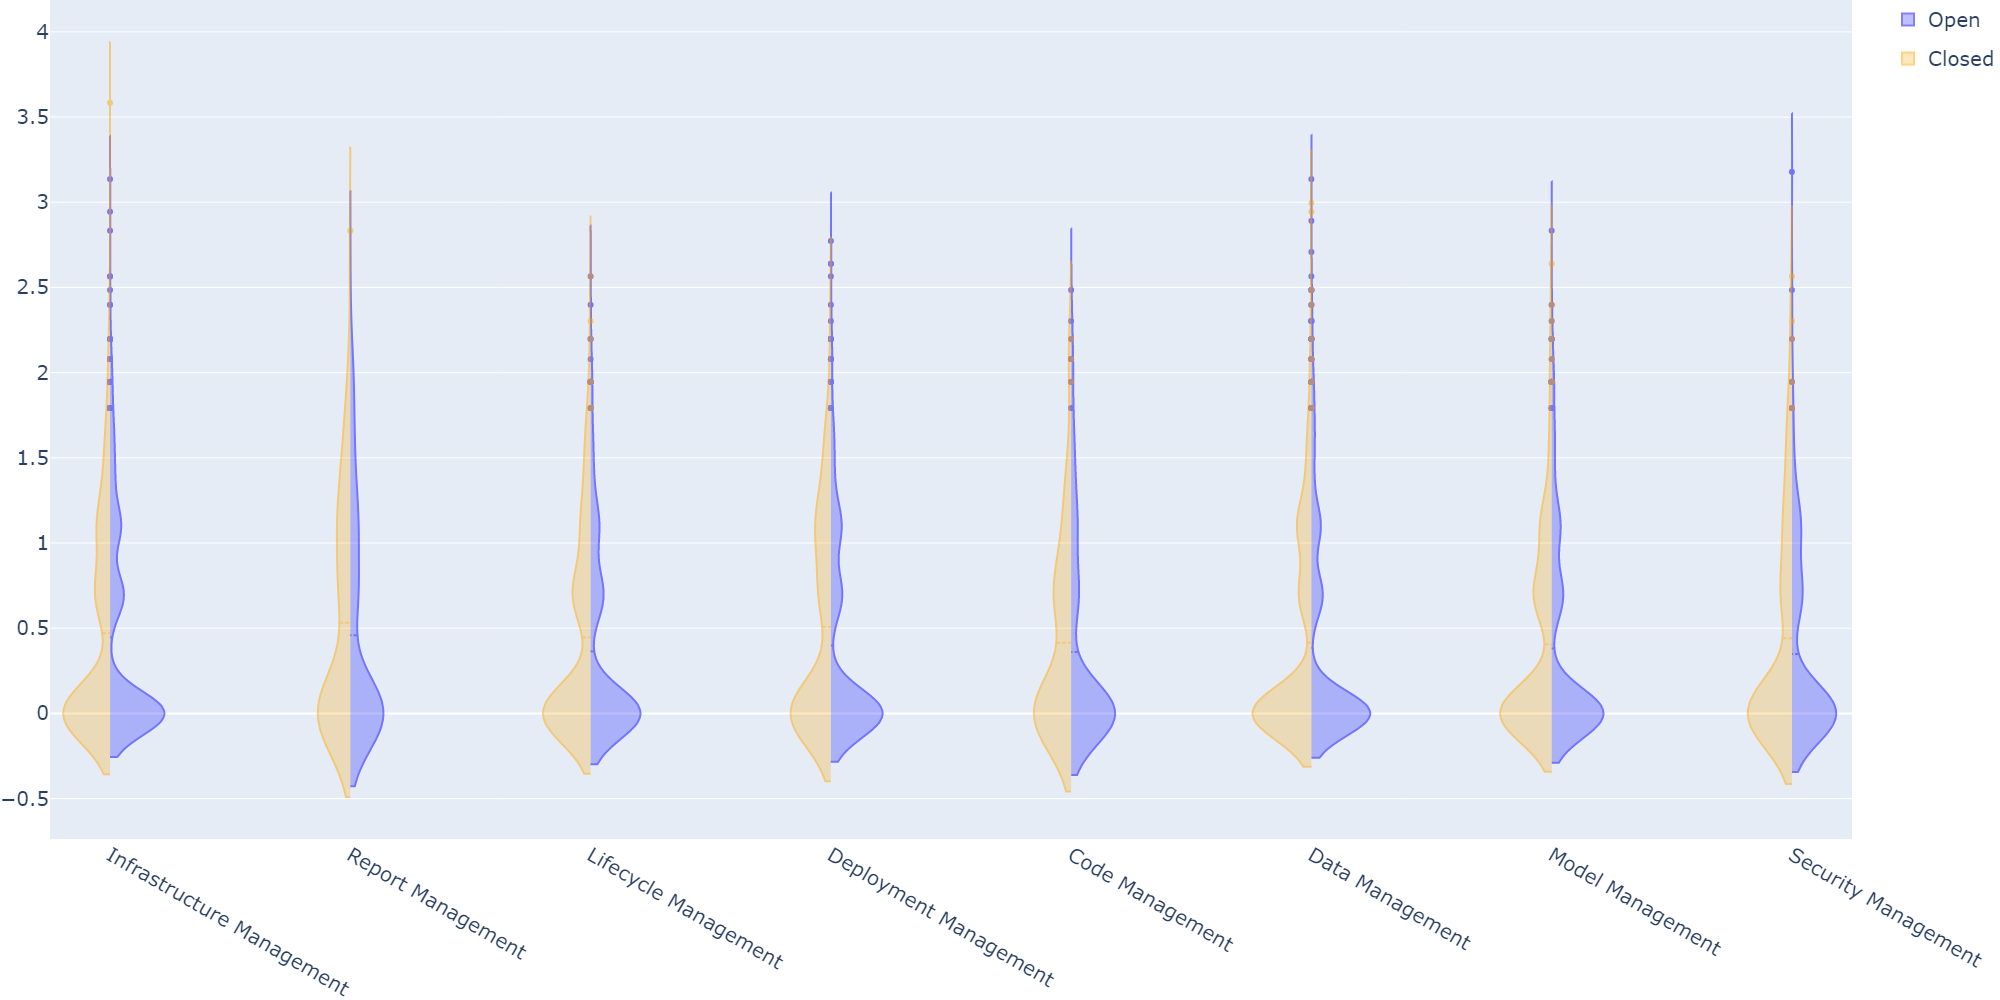 4
3.5
3
2.5
2
1.5
1
0.5
0
−0.5
Infrastructure Management
Report Management
Lifecycle Management
Deployment Management
Code Management
Data Management
Model Management
Security Management
Open
Closed